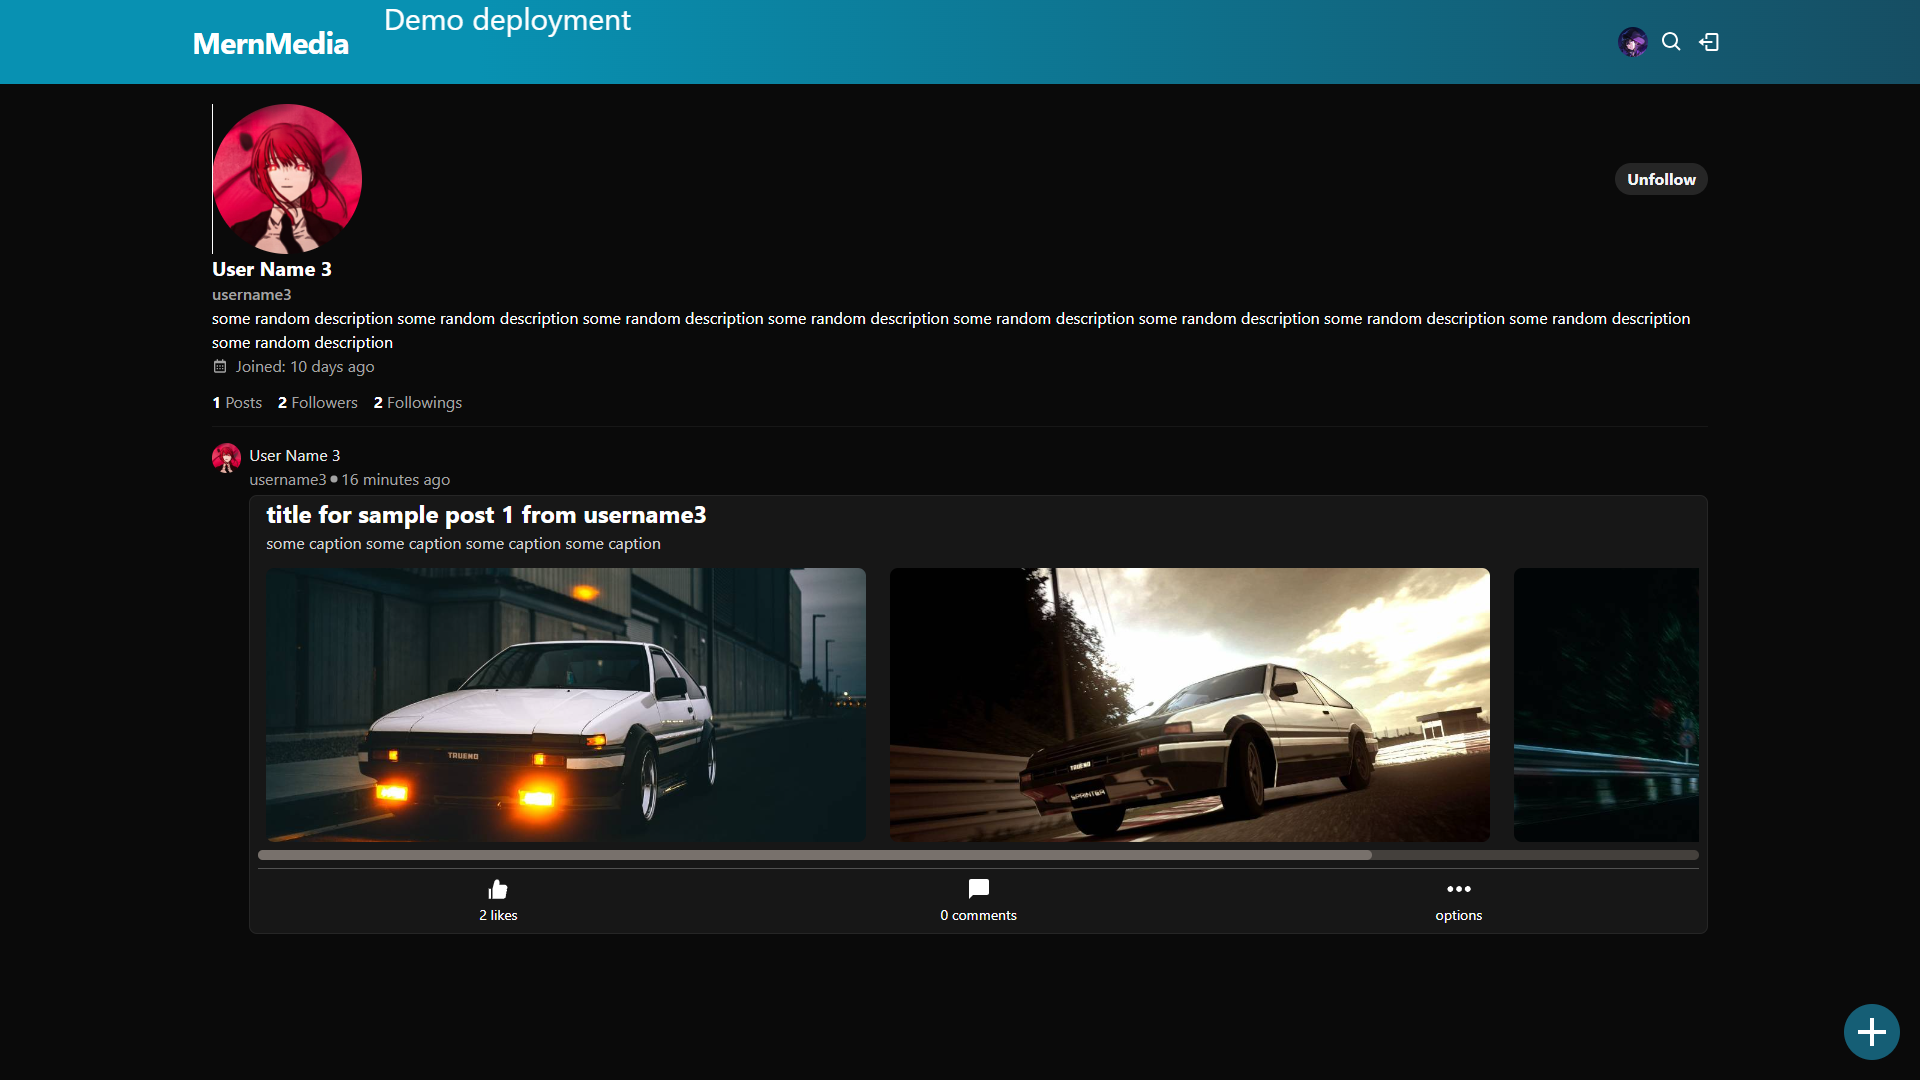 Demo deployment
MernMedia
Unfollow
User Name 3
username3
some random description some random description some random description some random description some random description some random description some random description some random description
some random description
Joined: 10 days ago
1 Posts 2 Followers 2 Followings
User Name 3
username3 • 16 minutes ago
title for sample post 1 from username3
some caption some caption some caption some caption
TRUENO
TRUENO
SPRINTER
2 likes
0 comments
options